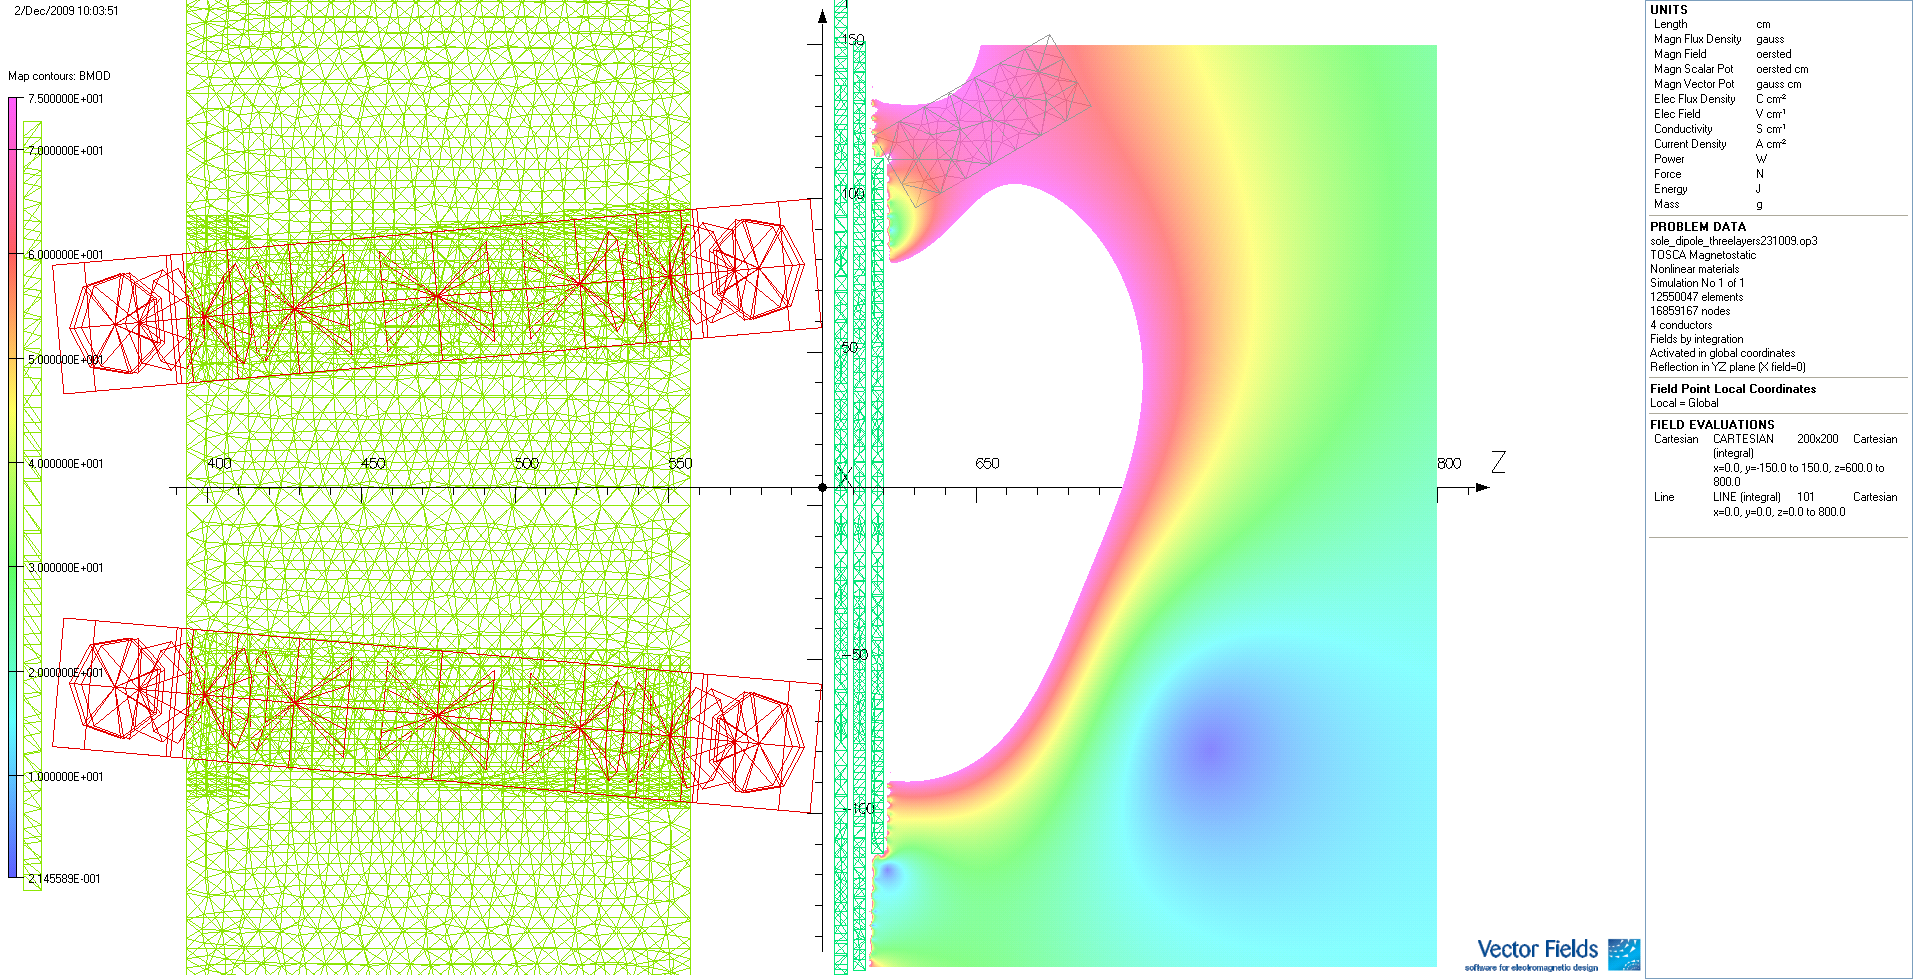 2/Dec/2009 10:03:51
Map contours: BMOD
7.500000E+001
7.000000E+001
6.000000E+001
5.000000E+001
4.000000E+001
3.000000E+001
2.000000E+001
1.000000E+001
2.145589E-001
150
100
50
-50
-100
400
450
500
550
650
800
Z
UNITS
Length cm
Magn Flux Density gauss
Magn Field oersted
Magn Scalar Pot oersted cm
Magn Vector Pot gauss cm
Elec Flux Density C cm⁻²
Elec Field V cm⁻¹
Conductivity S cm⁻¹
Current Density A cm⁻²
Power W
Force N
Energy J
Mass g
PROBLEM DATA
sole_dipole_threelayers231009.op3
TOSCA Magnetostatic
Nonlinear materials
Simulation No 1 of 1
12550047 elements
16859167 nodes
4 conductors
Fields by integration
Activated in global coordinates
Reflection in YZ plane (X field=0)
Field Point Local Coordinates
Local = Global
FIELD EVALUATIONS
Cartesian CARTESIAN 200x200 Cartesian
(integral)
x=0.0, y=-150.0 to 150.0, z=600.0 to
800.0
Line LINE (integral) 101 Cartesian
x=0.0, y=0.0, z=0.0 to 800.0
Vector Fields
software for electromagnetic design